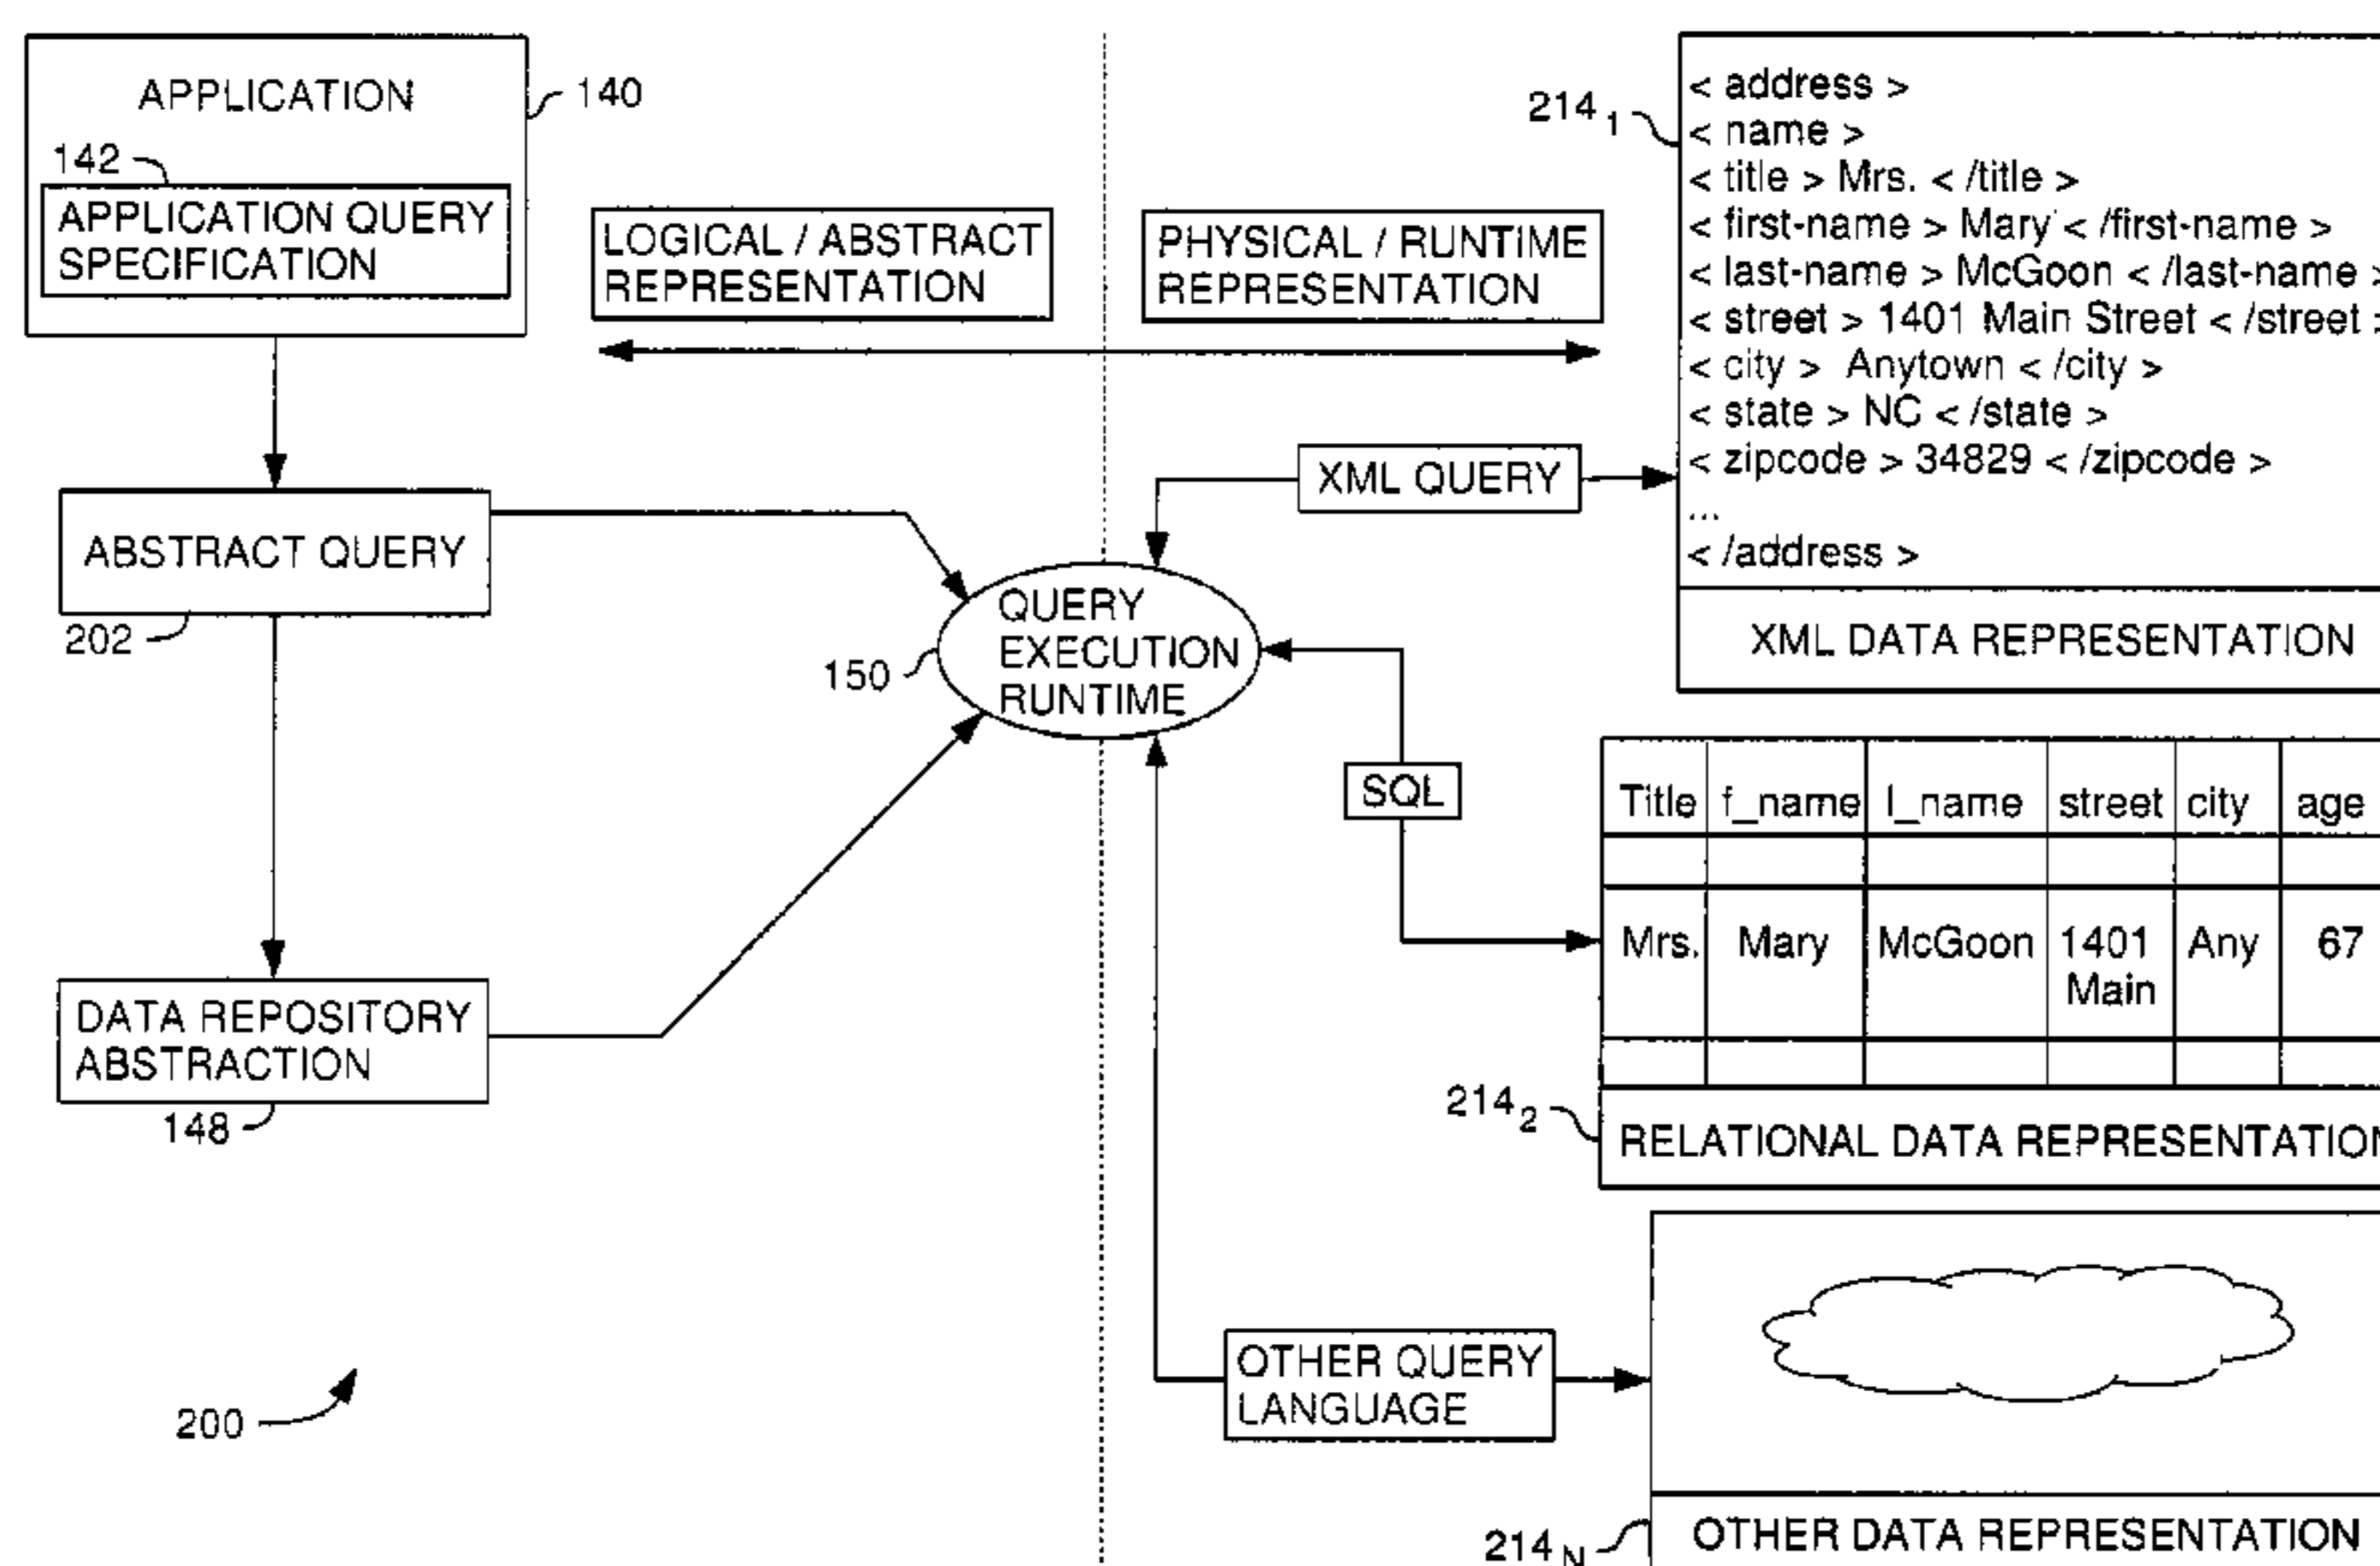 APPLICATION
140
142
APPLICATION QUERY
SPECIFICATION
LOGICAL / ABSTRACT
REPRESENTATION
PHYSICAL / RUNTIME
REPRESENTATION
ABSTRACT QUERY
202
DATA REPOSITORY
ABSTRACTION
148
200
150
QUERY
EXECUTION
RUNTIME
XML QUERY
SQL
OTHER QUERY
LANGUAGE
214 1
< address >
< name >
< title > Mrs. < /title >
< first-name > Mary < /first-name >
< last-name > McGoon < /last-name >
< street > 1401 Main Street < /street >
< city > Anytown < /city >
< state > NC < /state >
< zipcode > 34829 < /zipcode >
...
< /address >
XML DATA REPRESENTATION
Title f_name l_name street city age
Mrs. Mary McGoon 1401 Any 67
Main
214 2
RELATIONAL DATA REPRESENTATION
214 N
OTHER DATA REPRESENTATION